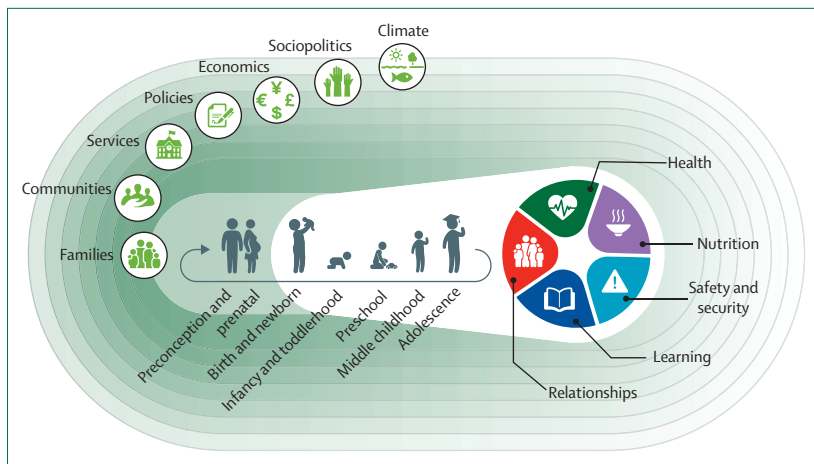 Climate
Sociopolitics
Economics
¥
€ £
$
Policies
Services
Communities
Families
Health
Nutrition
Safety and
security
Learning
Relationships
Preconception and
prenatal
Birth and newborn
Infancy and toddlerhood
Preschool
Middle childhood
Adolescence